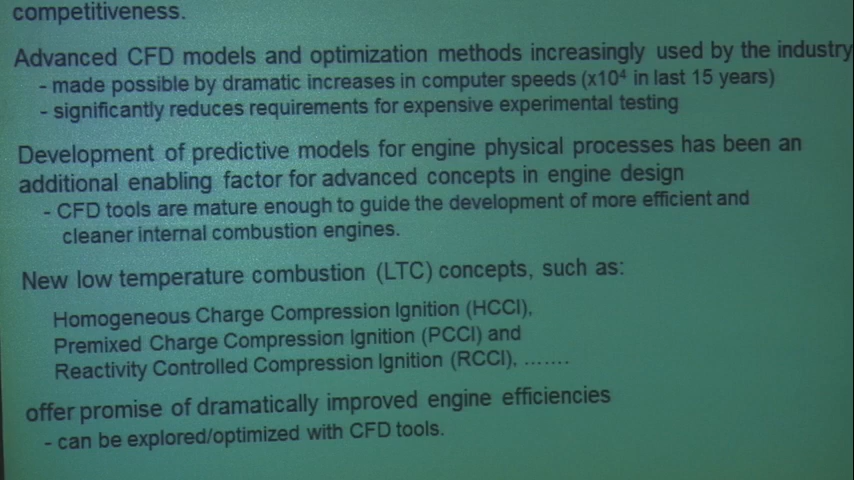 competitiveness.
Advanced CFD models and optimization methods increasingly used by the industry
- made possible by dramatic increases in computer speeds (x10⁴ in last 15 years)
- significantly reduces requirements for expensive experimental testing
Development of predictive models for engine physical processes has been an
additional enabling factor for advanced concepts in engine design
- CFD tools are mature enough to guide the development of more efficient and
cleaner internal combustion engines.
New low temperature combustion (LTC) concepts, such as:
Homogeneous Charge Compression Ignition (HCCI),
Premixed Charge Compression Ignition (PCCI) and
Reactivity Controlled Compression Ignition (RCCI), .......
offer promise of dramatically improved engine efficiencies
- can be explored/optimized with CFD tools.